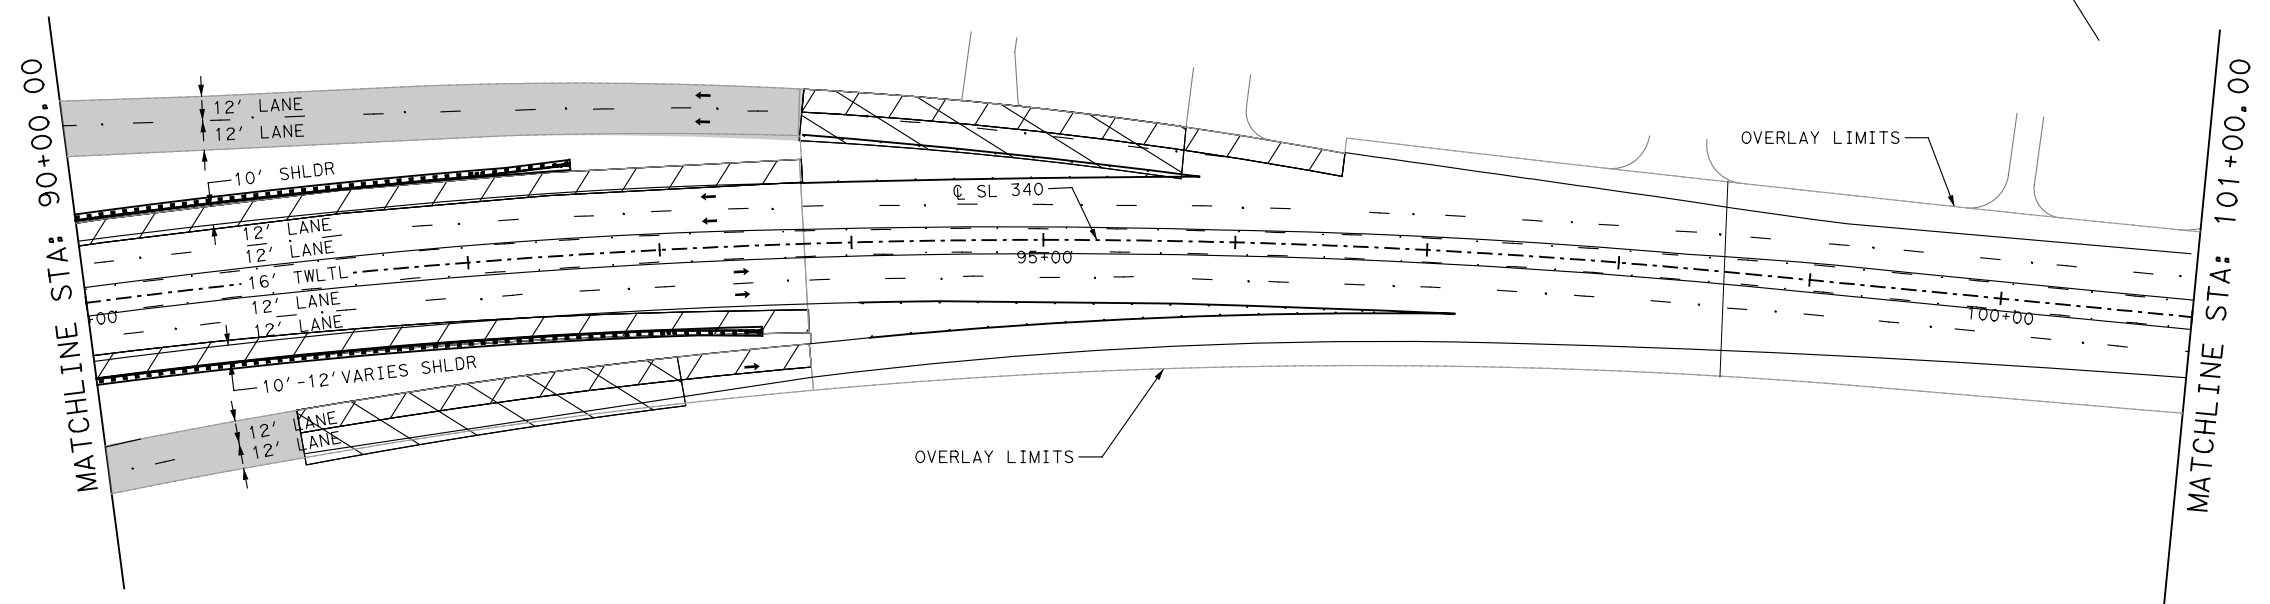 MATCHLINE STA: 90+00.00
12' LANE
12' LANE
10' SHLDR
12' LANE
12' LANE
16' TWLTL
12' LANE
12' LANE
+00
10'-12' VARIES SHLDR
12' LANE
12' LANE
℄ SL 340
95+00
OVERLAY LIMITS
OVERLAY LIMITS
100+00
MATCHLINE STA: 101+00.00